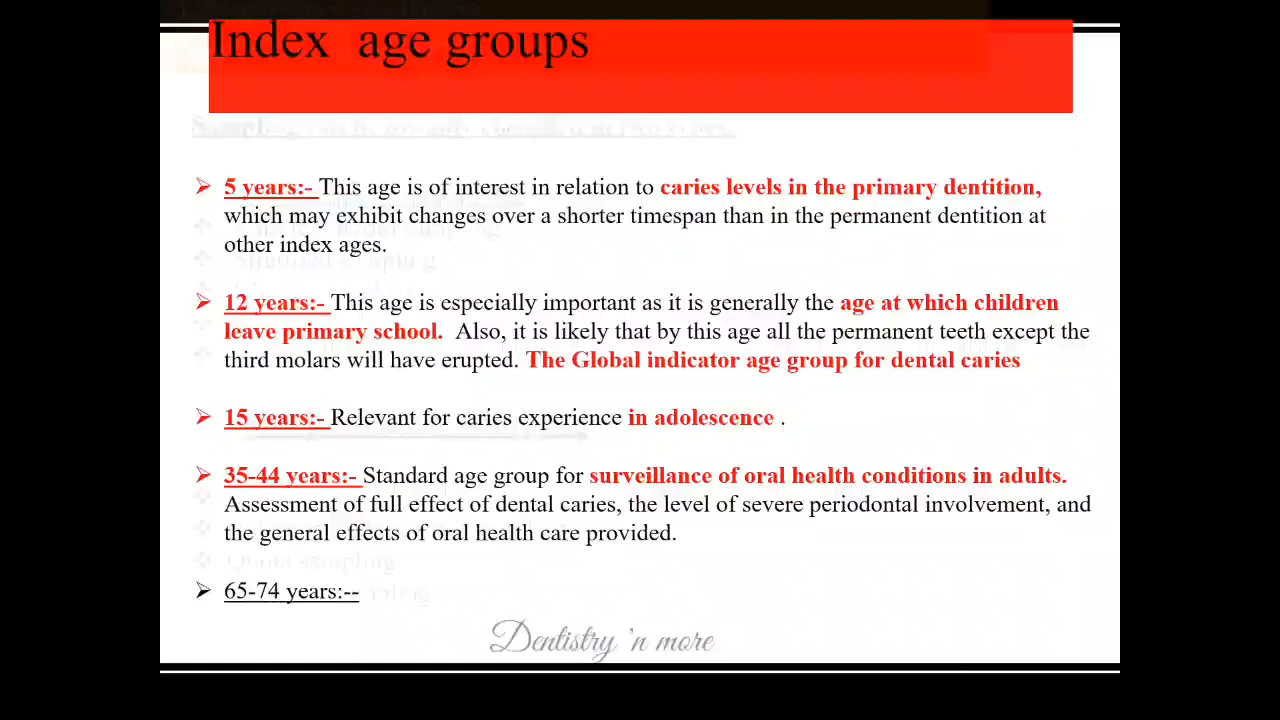 Index age groups
➢ 5 years:- This age is of interest in relation to caries levels in the primary dentition,
which may exhibit changes over a shorter timespan than in the permanent dentition at
other index ages.
➢ 12 years:- This age is especially important as it is generally the age at which children
leave primary school. Also, it is likely that by this age all the permanent teeth except the
third molars will have erupted. The Global indicator age group for dental caries
➢ 15 years:- Relevant for caries experience in adolescence .
➢ 35-44 years:- Standard age group for surveillance of oral health conditions in adults.
Assessment of full effect of dental caries, the level of severe periodontal involvement, and
the general effects of oral health care provided.
Quota sampling
➢ 65-74 years:--
Dentistry 'n more